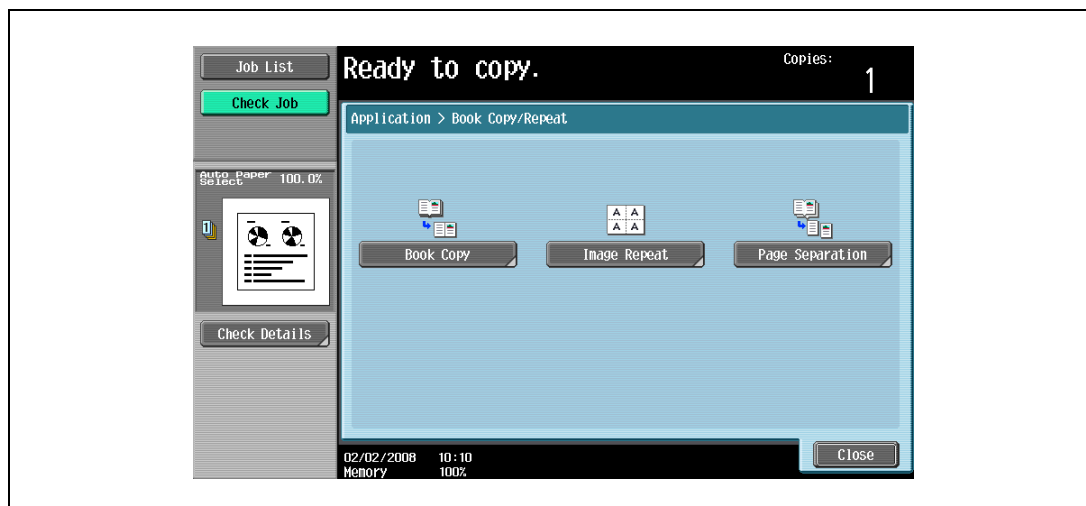 Job List
Check Job
Ready to copy.
Copies:
1
Application > Book Copy/Repeat
Auto Paper
Select 100.0%
1
A A
A A
Book Copy
Image Repeat
Page Separation
Check Details
02/02/2008 10:10
Memory 100%
Close